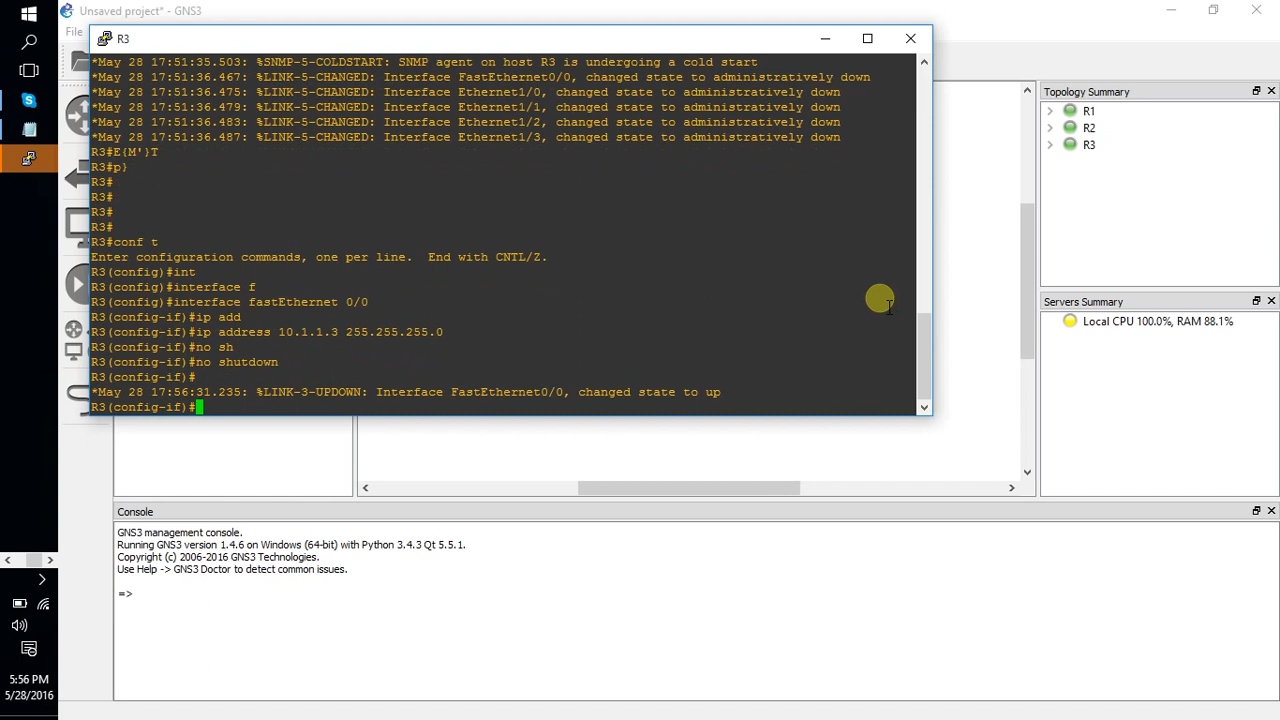 Unsaved project* - GNS3
File
R3
*May 28 17:51:35.503: %SNMP-5-COLDSTART: SNMP agent on host R3 is undergoing a cold start
*May 28 17:51:36.467: %LINK-5-CHANGED: Interface FastEthernet0/0, changed state to administratively down
*May 28 17:51:36.475: %LINK-5-CHANGED: Interface Ethernet1/0, changed state to administratively down
*May 28 17:51:36.479: %LINK-5-CHANGED: Interface Ethernet1/1, changed state to administratively down
*May 28 17:51:36.483: %LINK-5-CHANGED: Interface Ethernet1/2, changed state to administratively down
*May 28 17:51:36.487: %LINK-5-CHANGED: Interface Ethernet1/3, changed state to administratively down
R3#E{M'}T
R3#p}
R3#
R3#
R3#
R3#
R3#conf t
Enter configuration commands, one per line.  End with CNTL/Z.
R3(config)#int
R3(config)#interface f
R3(config)#interface fastEthernet 0/0
R3(config-if)#ip add
R3(config-if)#ip address 10.1.1.3 255.255.255.0
R3(config-if)#no sh
R3(config-if)#no shutdown
R3(config-if)#
*May 28 17:56:31.235: %LINK-3-UPDOWN: Interface FastEthernet0/0, changed state to up
R3(config-if)#
Topology Summary
R1
R2
R3
Servers Summary
Local CPU 100.0%, RAM 88.1%
Console
GNS3 management console.
Running GNS3 version 1.4.6 on Windows (64-bit) with Python 3.4.3 Qt 5.5.1.
Copyright (c) 2006-2016 GNS3 Technologies.
Use Help -> GNS3 Doctor to detect common issues.
=>
5:56 PM
5/28/2016